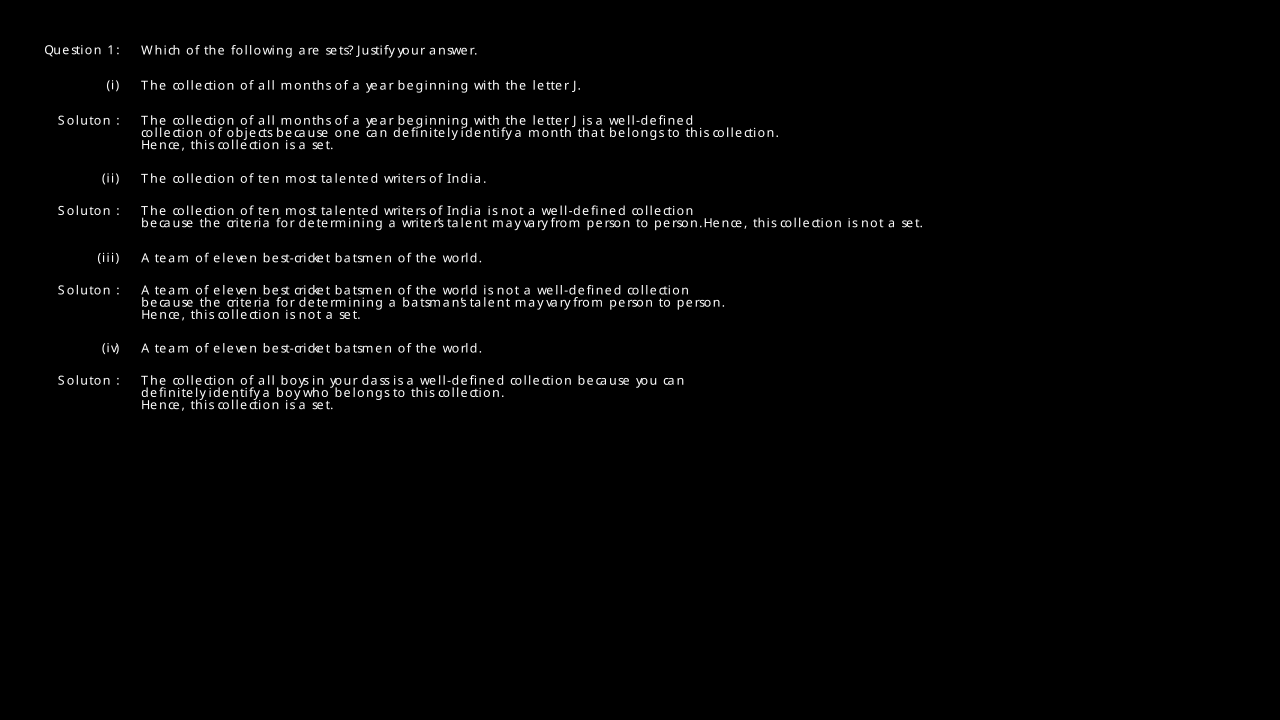 Question 1: Which of the following are sets? Justify your answer.
(i) The collection of all months of a year beginning with the letter J.
Soluton : The collection of all months of a year beginning with the letter J is a well-defined
collection of objects because one can definitely identify a month that belongs to this collection.
Hence, this collection is a set.
(ii) The collection of ten most talented writers of India.
Soluton : The collection of ten most talented writers of India is not a well-defined collection
because the criteria for determining a writer's talent may vary from person to person.Hence, this collection is not a set.
(iii) A team of eleven best-cricket batsmen of the world.
Soluton : A team of eleven best cricket batsmen of the world is not a well-defined collection
because the criteria for determining a batsman's talent may vary from person to person.
Hence, this collection is not a set.
(iv) A team of eleven best-cricket batsmen of the world.
Soluton : The collection of all boys in your class is a well-defined collection because you can
definitely identify a boy who belongs to this collection.
Hence, this collection is a set.